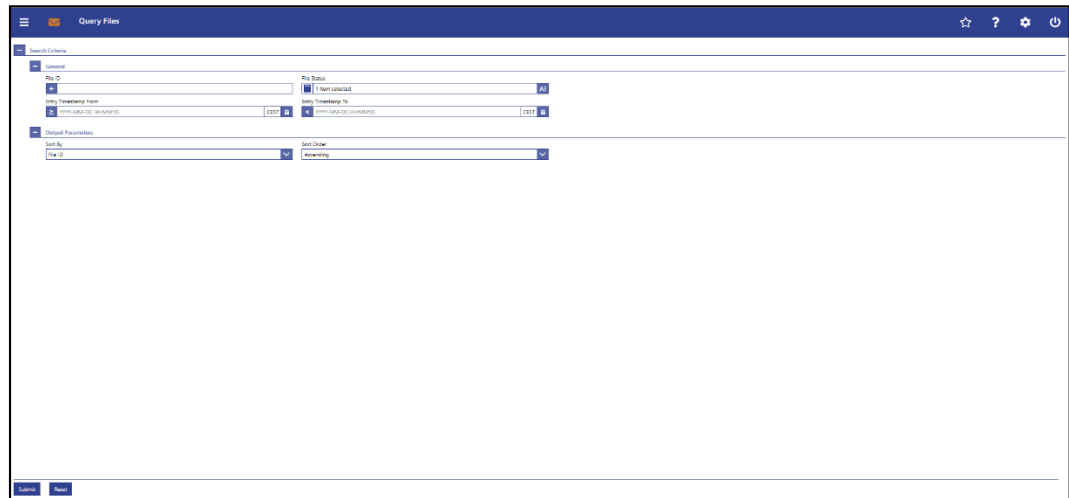 Query Files
Search Criteria
General
File ID
File Status
1 Item selected
All
Entry Timestamp From
Entry Timestamp To
YYYY-MM-DD HH:MM:SS
CEST
YYYY-MM-DD HH:MM:SS
CEST
Output Parameters
Sort By
Sort Order
File ID
Ascending
Submit
Reset